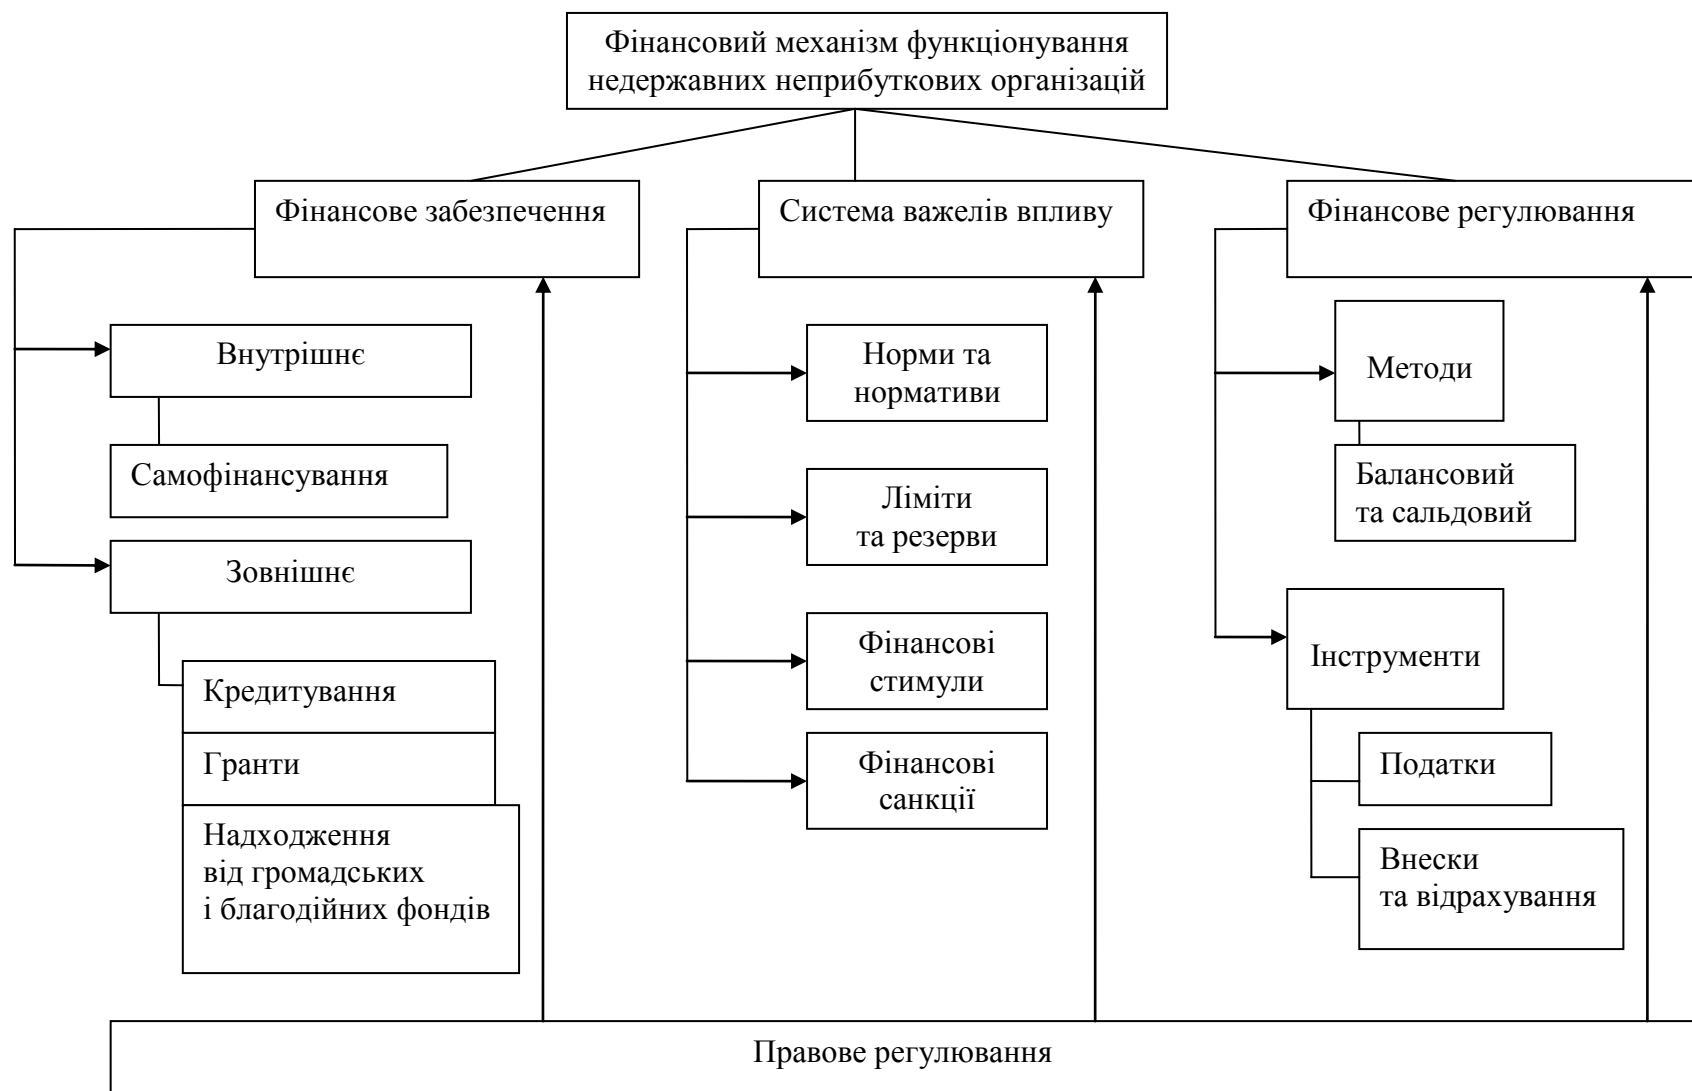 Фінансовий механізм функціонування
недержавних неприбуткових організацій
Фінансове забезпечення
Система важелів впливу
Фінансове регулювання
Внутрішнє
Самофінансування
Зовнішнє
Кредитування
Гранти
Надходження
від громадських
і благодійних фондів
Норми та
нормативи
Ліміти
та резерви
Фінансові
стимули
Фінансові
санкції
Методи
Балансовий
та сальдовий
Інструменти
Податки
Внески
та відрахування
Правове регулювання